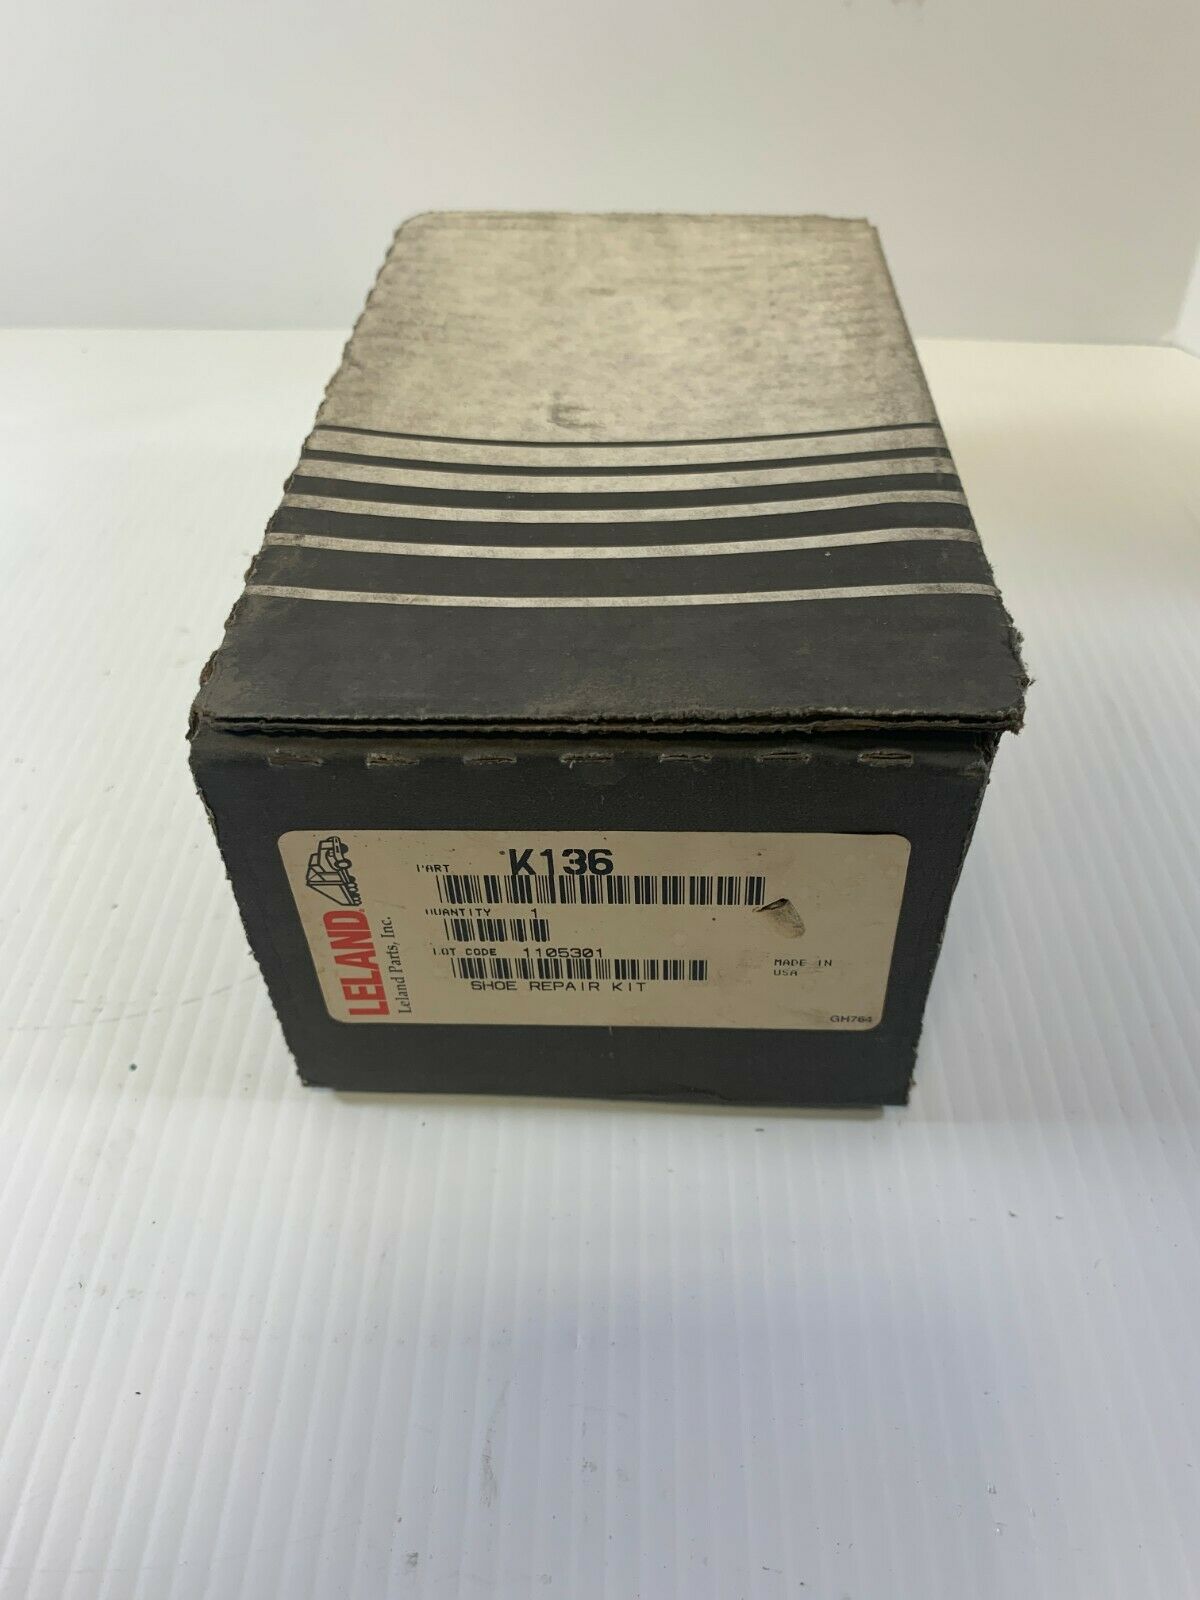 LELAND
Leland Parts, Inc.
PART K136
QUANTITY 1
LOT CODE 1105301
SHOE REPAIR KIT
MADE IN
USA
GH764